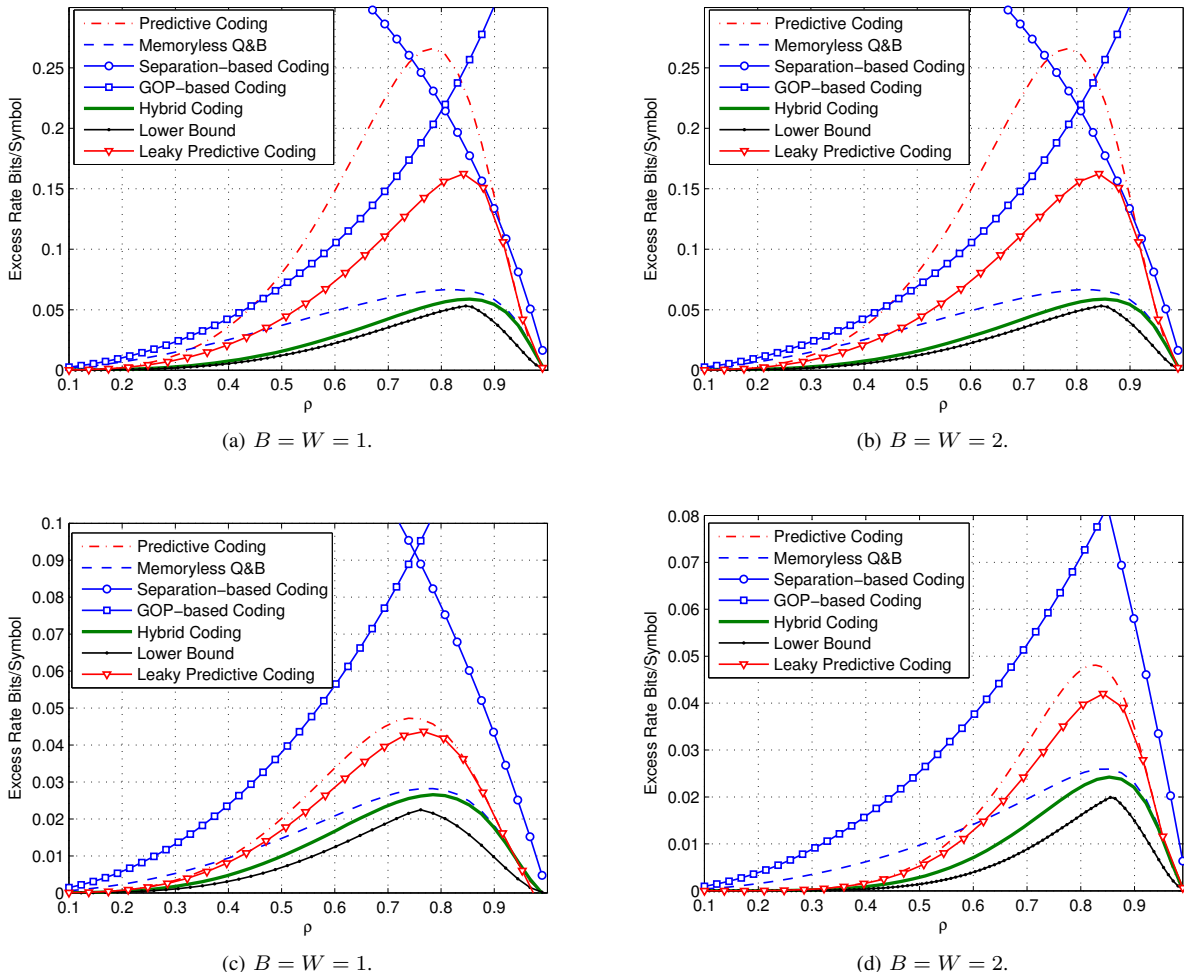 Excess Rate Bits/Symbol
0.25
0.2
0.15
0.1
0.05
0
Predictive Coding
Memoryless Q&B
Separation−based Coding
GOP−based Coding
Hybrid Coding
Lower Bound
Leaky Predictive Coding
0.1 0.2 0.3 0.4 0.5 0.6 0.7 0.8 0.9
ρ
(a) B = W = 1.
Excess Rate Bits/Symbol
0.25
0.2
0.15
0.1
0.05
0
Predictive Coding
Memoryless Q&B
Separation−based Coding
GOP−based Coding
Hybrid Coding
Lower Bound
Leaky Predictive Coding
0.1 0.2 0.3 0.4 0.5 0.6 0.7 0.8 0.9
ρ
(b) B = W = 2.
Excess Rate Bits/Symbol
0.1
0.09
0.08
0.07
0.06
0.05
0.04
0.03
0.02
0.01
0
Predictive Coding
Memoryless Q&B
Separation−based Coding
GOP−based Coding
Hybrid Coding
Lower Bound
Leaky Predictive Coding
0.1 0.2 0.3 0.4 0.5 0.6 0.7 0.8 0.9
ρ
(c) B = W = 1.
Excess Rate Bits/Symbol
0.08
0.07
0.06
0.05
0.04
0.03
0.02
0.01
0
Predictive Coding
Memoryless Q&B
Separation−based Coding
GOP−based Coding
Hybrid Coding
Lower Bound
Leaky Predictive Coding
0.1 0.2 0.3 0.4 0.5 0.6 0.7 0.8 0.9
ρ
(d) B = W = 2.